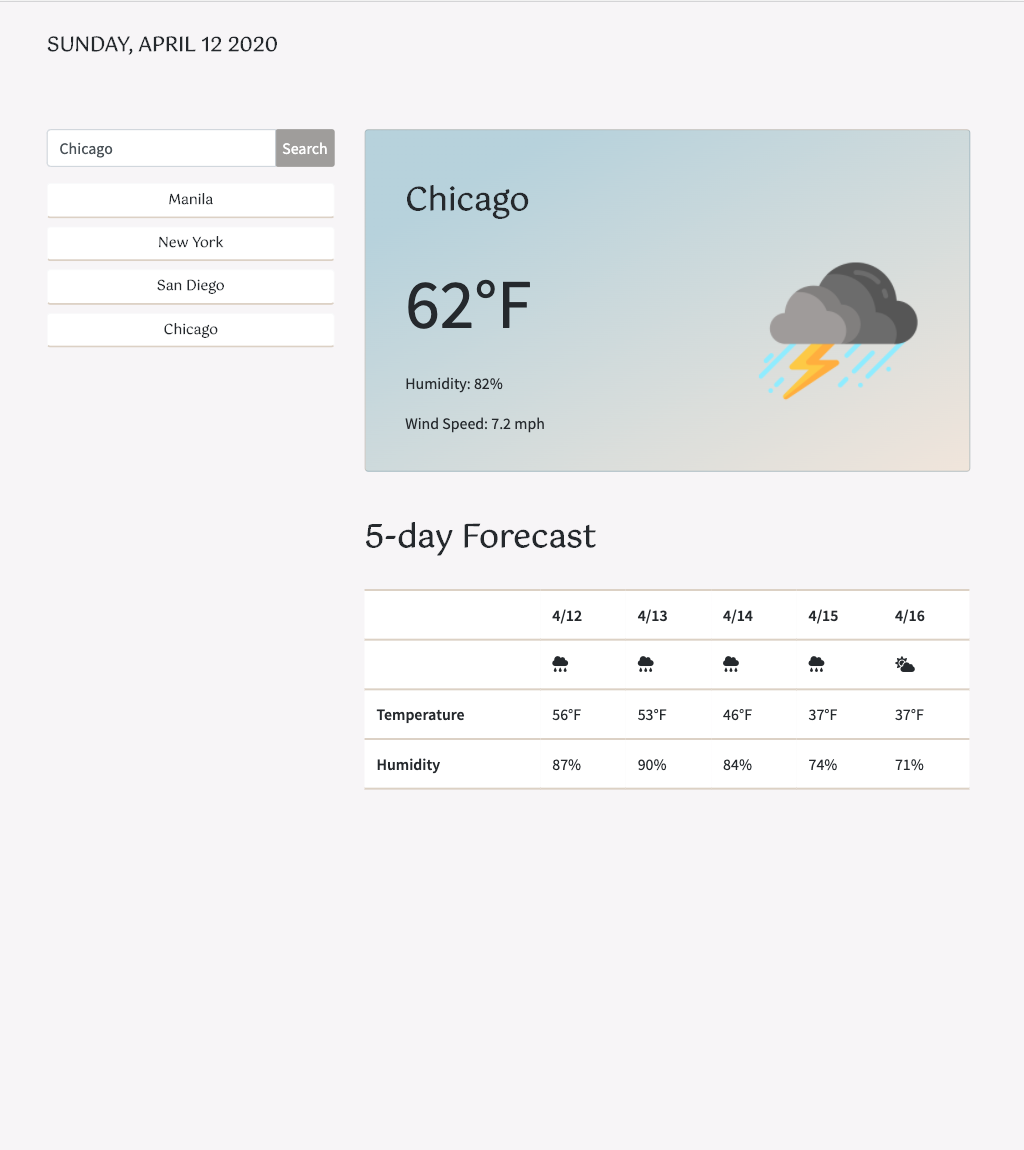 SUNDAY, APRIL 12 2020
Chicago
Search
Manila
New York
San Diego
Chicago
Chicago
62°F
Humidity: 82%
Wind Speed: 7.2 mph
5-day Forecast
4/12 4/13 4/14 4/15 4/16
Temperature 56°F 53°F 46°F 37°F 37°F
Humidity 87% 90% 84% 74% 71%